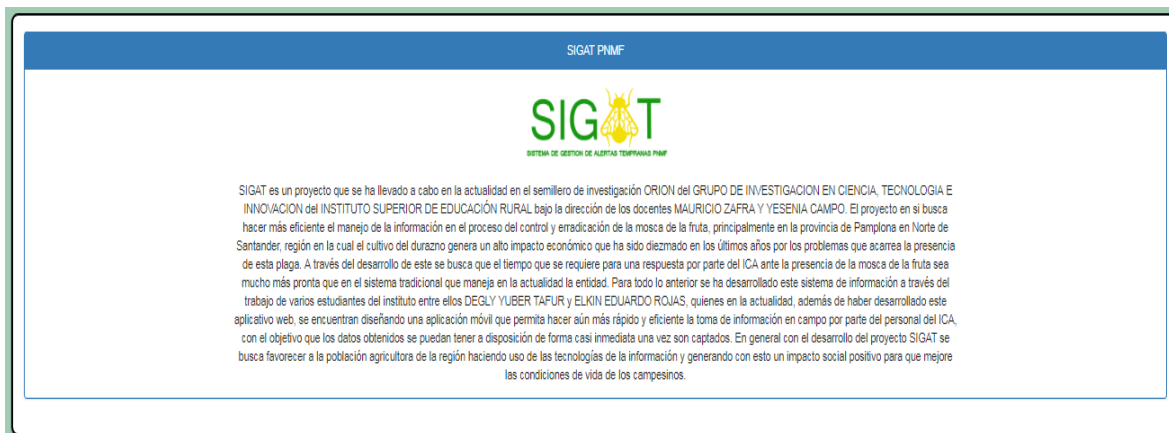 SIGAT PNMF
SIGAT
SISTEMA DE GESTION DE ALERTAS TEMPRANAS PNMF
SIGAT es un proyecto que se ha llevado a cabo en la actualidad en el semillero de investigación ORION del GRUPO DE INVESTIGACION EN CIENCIA, TECNOLOGIA E
INNOVACION del INSTITUTO SUPERIOR DE EDUCACIÓN RURAL bajo la dirección de los docentes MAURICIO ZAFRA Y YESENIA CAMPO. El proyecto en si busca
hacer más eficiente el manejo de la información en el proceso del control y erradicación de la mosca de la fruta, principalmente en la provincia de Pamplona en Norte de
Santander, región en la cual el cultivo del durazno genera un alto impacto económico que ha sido diezmado en los últimos años por los problemas que acarrea la presencia
de esta plaga. A través del desarrollo de este se busca que el tiempo que se requiere para una respuesta por parte del ICA ante la presencia de la mosca de la fruta sea
mucho más pronta que en el sistema tradicional que maneja en la actualidad la entidad. Para todo lo anterior se ha desarrollado este sistema de información a través del
trabajo de varios estudiantes del instituto entre ellos DEGLY YUBER TAFUR y ELKIN EDUARDO ROJAS, quienes en la actualidad, además de haber desarrollado este
aplicativo web, se encuentran diseñando una aplicación móvil que permita hacer aún más rápido y eficiente la toma de información en campo por parte del personal del ICA,
con el objetivo que los datos obtenidos se puedan tener a disposición de forma casi inmediata una vez son captados. En general con el desarrollo del proyecto SIGAT se
busca favorecer a la población agricultora de la región haciendo uso de las tecnologías de la información y generando con esto un impacto social positivo para que mejore
las condiciones de vida de los campesinos.